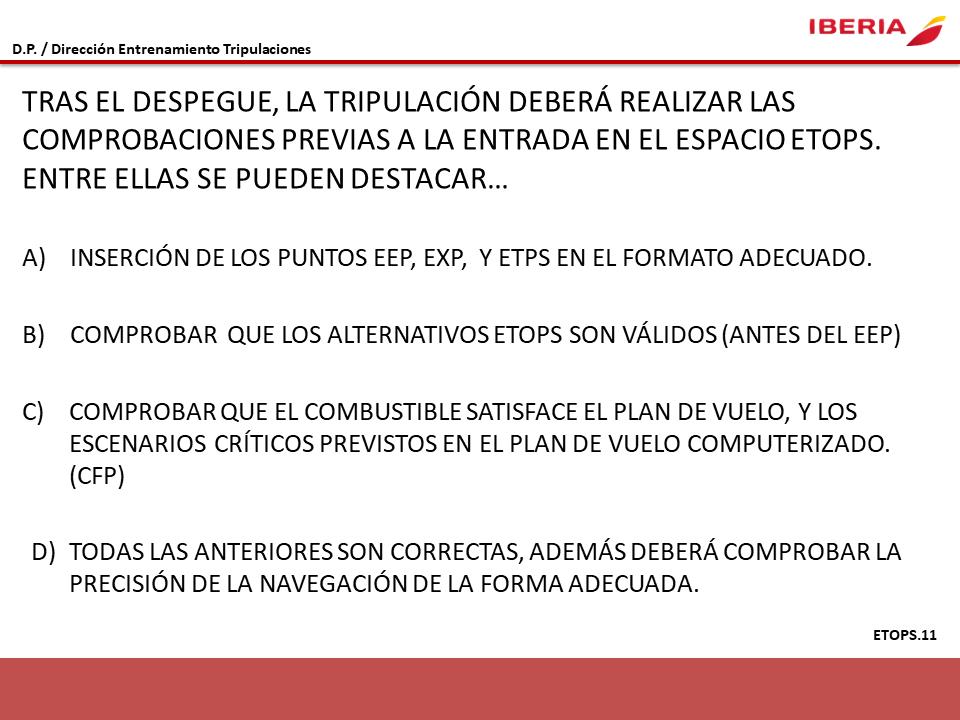 IBERIA
D.P. / Dirección Entrenamiento Tripulaciones
TRAS EL DESPEGUE, LA TRIPULACIÓN DEBERÁ REALIZAR LAS
COMPROBACIONES PREVIAS A LA ENTRADA EN EL ESPACIO ETOPS.
ENTRE ELLAS SE PUEDEN DESTACAR…
A) INSERCIÓN DE LOS PUNTOS EEP, EXP, Y ETPS EN EL FORMATO ADECUADO.
B) COMPROBAR QUE LOS ALTERNATIVOS ETOPS SON VÁLIDOS (ANTES DEL EEP)
C) COMPROBAR QUE EL COMBUSTIBLE SATISFACE EL PLAN DE VUELO, Y LOS
ESCENARIOS CRÍTICOS PREVISTOS EN EL PLAN DE VUELO COMPUTERIZADO.
(CFP)
D) TODAS LAS ANTERIORES SON CORRECTAS, ADEMÁS DEBERÁ COMPROBAR LA
PRECISIÓN DE LA NAVEGACIÓN DE LA FORMA ADECUADA.
ETOPS.11